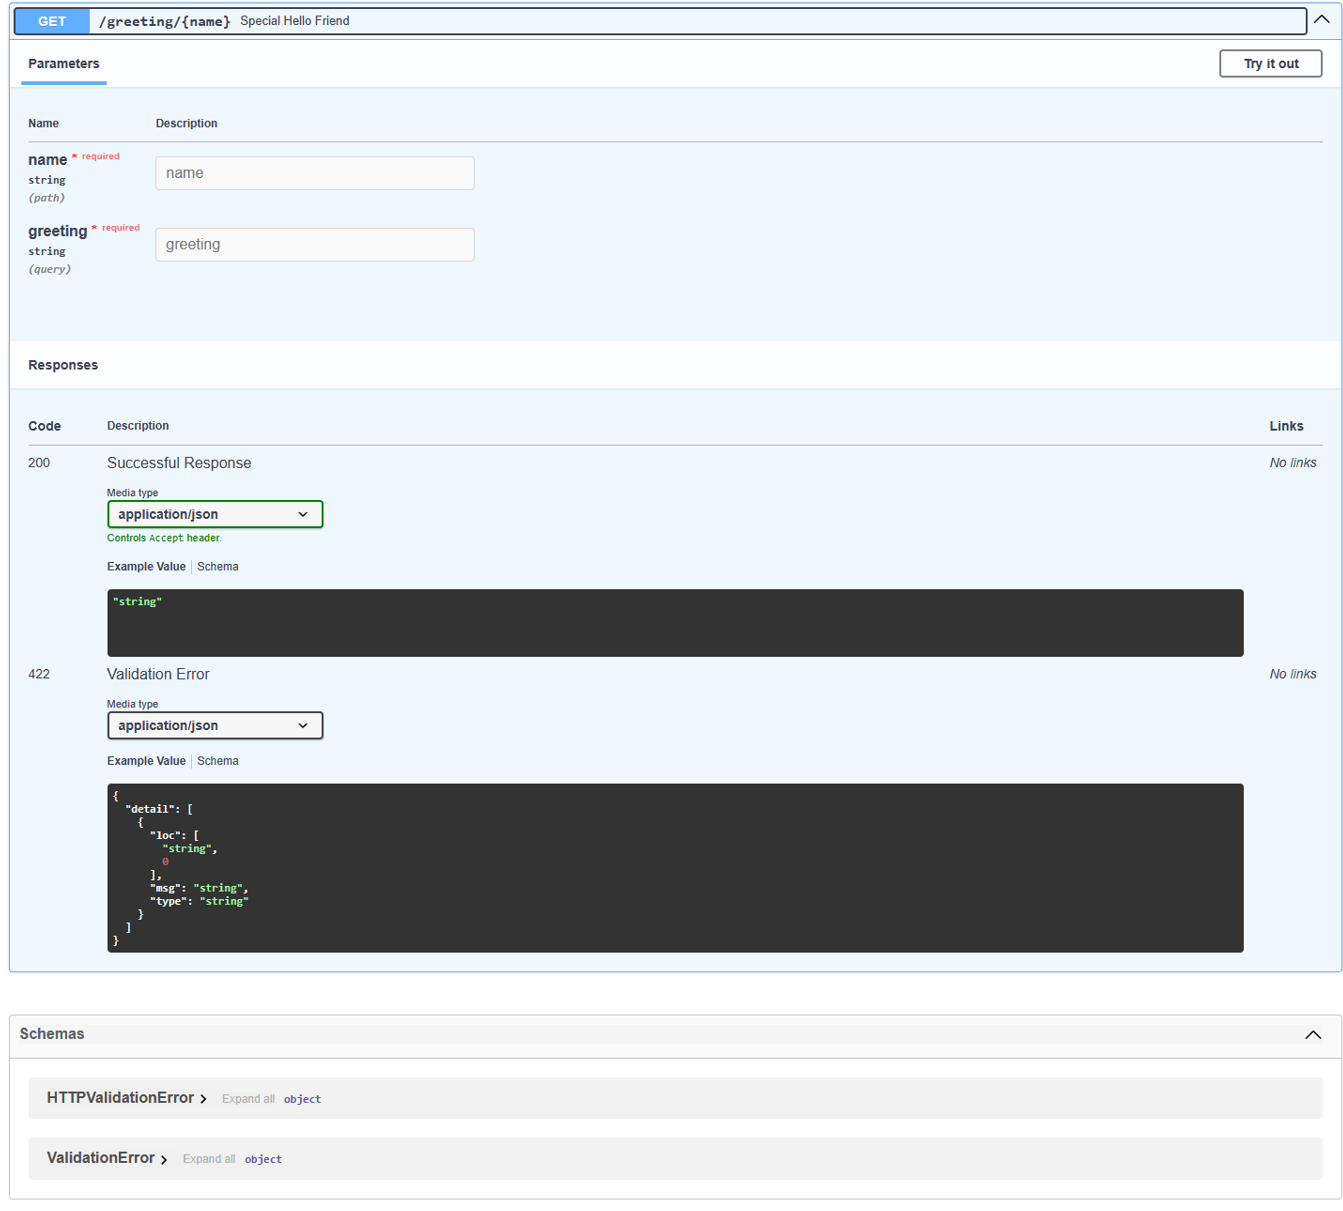 GET /greeting/{name} Special Hello Friend
Parameters
Try it out
Name Description
name * required
string
(path)
name
greeting * required
string
(query)
greeting
Responses
Code Description Links
200 Successful Response No links
Media type
application/json
Controls Accept header.
Example Value Schema
"string"
422 Validation Error No links
Media type
application/json
Example Value Schema
{
  "detail": [
    {
      "loc": [
        "string",
        0
      ],
      "msg": "string",
      "type": "string"
    }
  ]
}
Schemas
HTTPValidationError Expand all object
ValidationError Expand all object